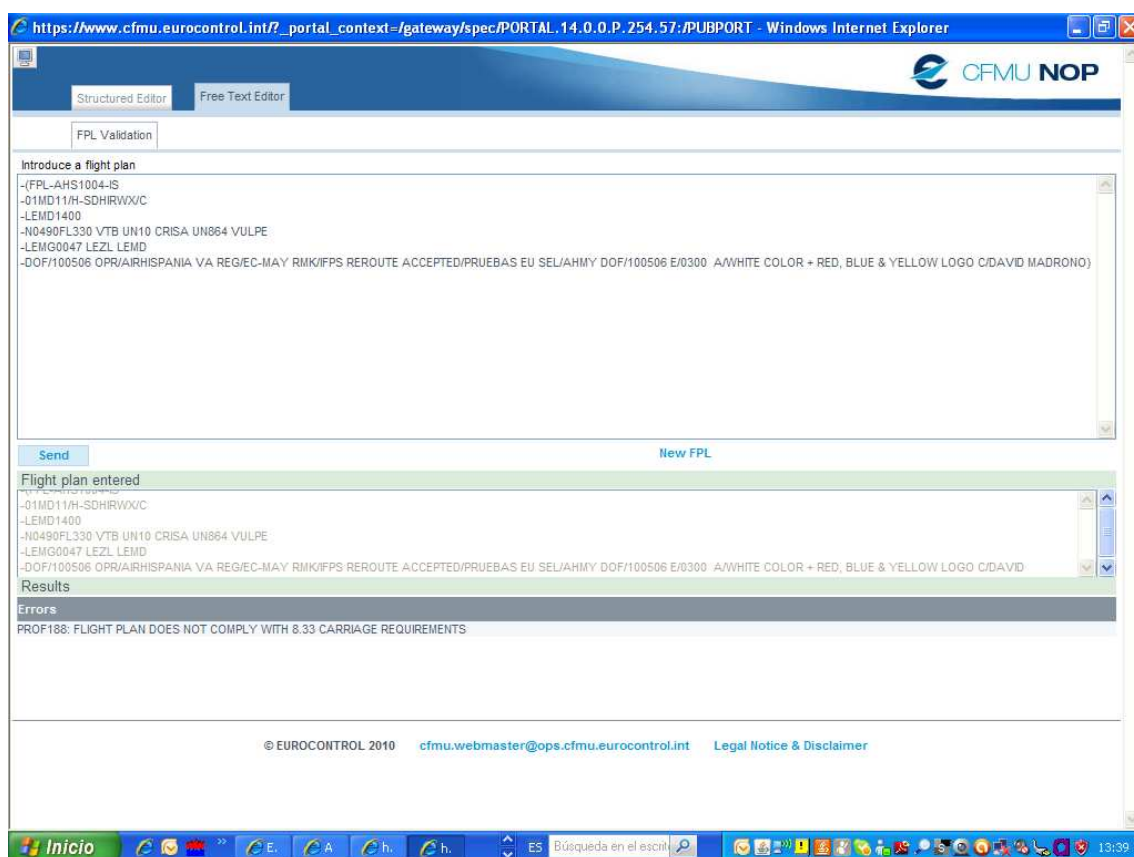 https://www.cfmu.eurocontrol.int/?_portal_context=/gateway/spec/PORTAL.14.0.0.P.254.57:/PUBPORT - Windows Internet Explorer
CFMU NOP
Structured Editor
Free Text Editor
FPL Validation
Introduce a flight plan
-(FPL-AHS1004-IS
-01MD11/H-SDHIRWX/C
-LEMD1400
-N0490FL330 VTB UN10 CRISA UN864 VULPE
-LEMG0047 LEZL LEMD
-DOF/100506 OPR/AIRHISPANIA VA REG/EC-MAY RMK/IFPS REROUTE ACCEPTED/PRUEBAS EU SEL/AHMY DOF/100506 E/0300 A/WHITE COLOR + RED, BLUE & YELLOW LOGO C/DAVID MADRONO)
Send
New FPL
Flight plan entered
-(FPL-AHS1004-IS
-01MD11/H-SDHIRWX/C
-LEMD1400
-N0490FL330 VTB UN10 CRISA UN864 VULPE
-LEMG0047 LEZL LEMD
-DOF/100506 OPR/AIRHISPANIA VA REG/EC-MAY RMK/IFPS REROUTE ACCEPTED/PRUEBAS EU SEL/AHMY DOF/100506 E/0300 A/WHITE COLOR + RED, BLUE & YELLOW LOGO C/DAVID
Results
Errors
PROF188: FLIGHT PLAN DOES NOT COMPLY WITH 8.33 CARRIAGE REQUIREMENTS
© EUROCONTROL 2010 cfmu.webmaster@ops.cfmu.eurocontrol.int Legal Notice & Disclaimer
Inicio
E.
A
h.
h.
ES
Búsqueda en el escrit
13:39